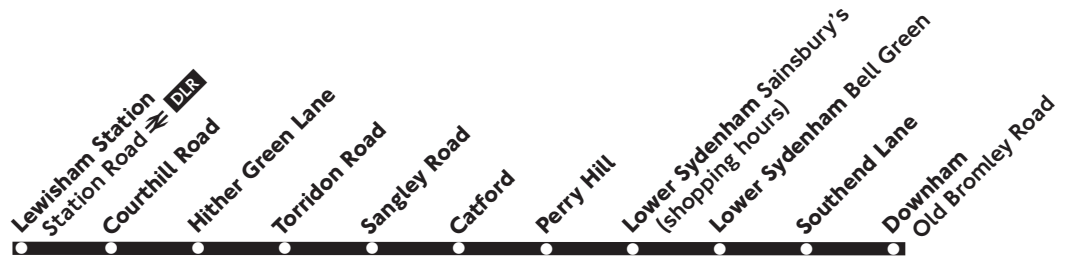 Lewisham Station
Station Road DLR
Courthill Road
Hither Green Lane
Torridon Road
Sangley Road
Catford
Perry Hill
Lower Sydenham Sainsbury's
(shopping hours)
Lower Sydenham Bell Green
Southend Lane
Downham
Old Bromley Road